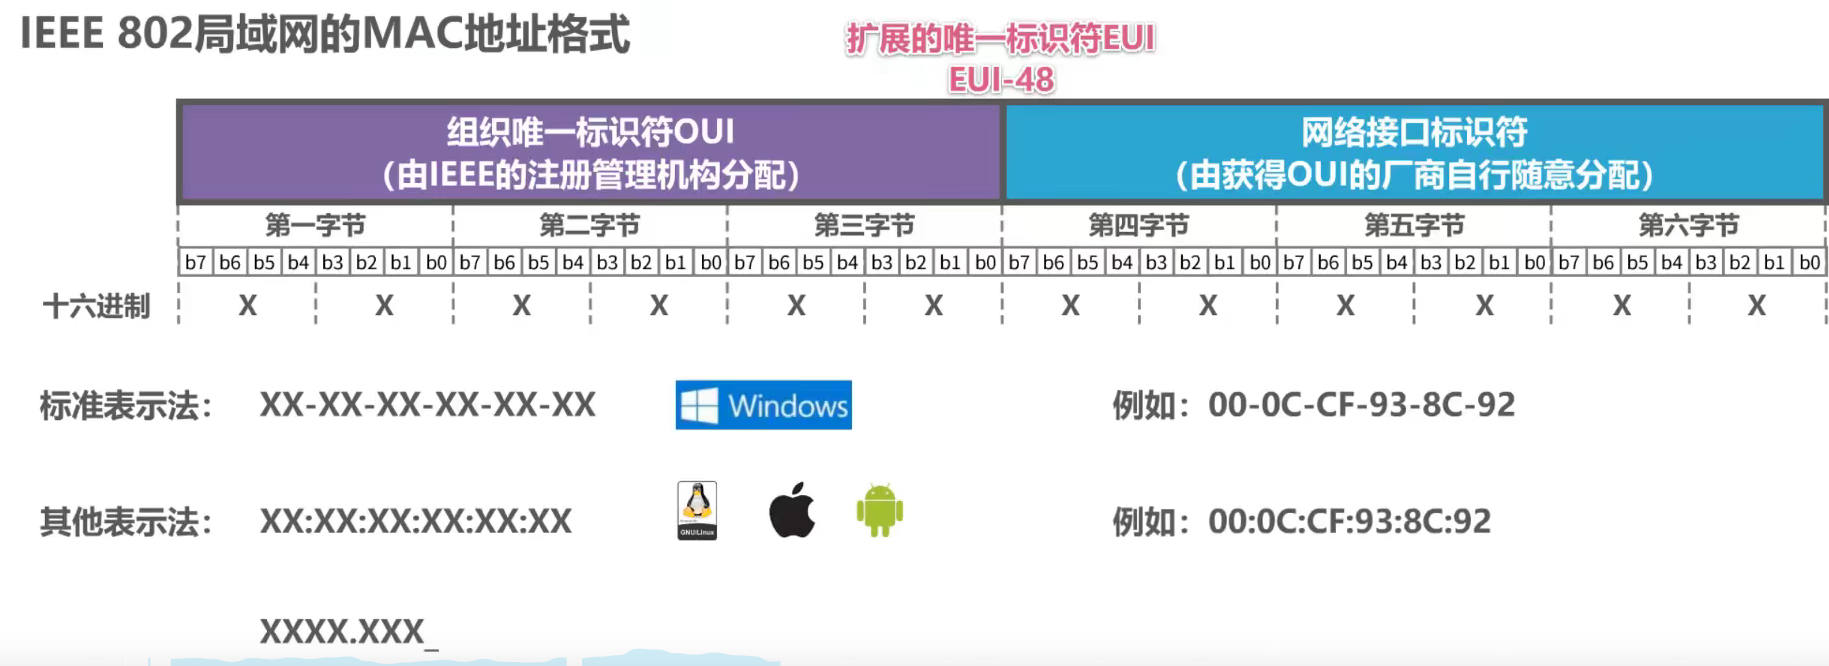 IEEE 802局域网的MAC地址格式
扩展的唯一标识符EUI
EUI-48
组织唯一标识符OUI
（由IEEE的注册管理机构分配）
网络接口标识符
（由获得OUI的厂商自行随意分配）
第一字节 第二字节 第三字节 第四字节 第五字节 第六字节
b7 b6 b5 b4 b3 b2 b1 b0 b7 b6 b5 b4 b3 b2 b1 b0 b7 b6 b5 b4 b3 b2 b1 b0 b7 b6 b5 b4 b3 b2 b1 b0 b7 b6 b5 b4 b3 b2 b1 b0 b7 b6 b5 b4 b3 b2 b1 b0
十六进制 X X X X X X X X X X X X
标准表示法： XX-XX-XX-XX-XX-XX Windows 例如：00-0C-CF-93-8C-92
其他表示法： XX:XX:XX:XX:XX:XX GNU/Linux 例如：00:0C:CF:93:8C:92
XXXX.XXX_